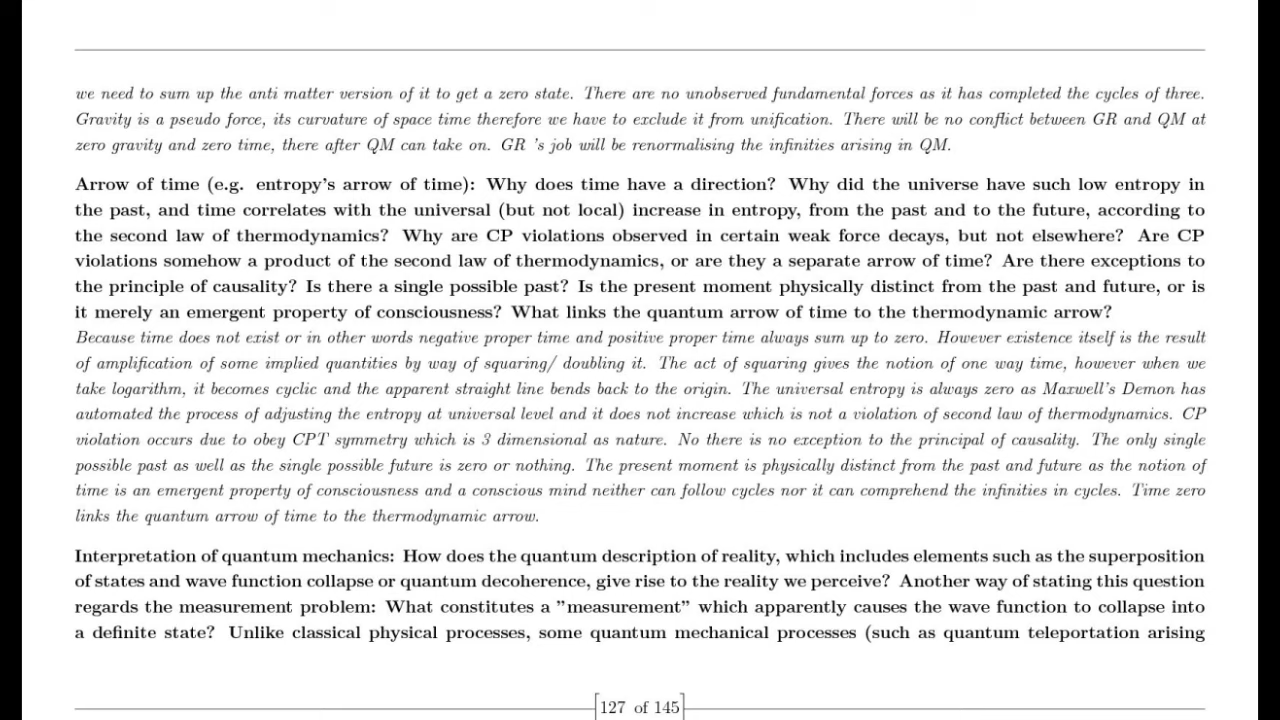 we need to sum up the anti matter version of it to get a zero state. There are no unobserved fundamental forces as it has completed the cycles of three.
Gravity is a pseudo force, its curvature of space time therefore we have to exclude it from unification. There will be no conflict between GR and QM at
zero gravity and zero time, there after QM can take on. GR 's job will be renormalising the infinities arising in QM.
Arrow of time (e.g. entropy's arrow of time): Why does time have a direction? Why did the universe have such low entropy in
the past, and time correlates with the universal (but not local) increase in entropy, from the past and to the future, according to
the second law of thermodynamics? Why are CP violations observed in certain weak force decays, but not elsewhere? Are CP
violations somehow a product of the second law of thermodynamics, or are they a separate arrow of time? Are there exceptions to
the principle of causality? Is there a single possible past? Is the present moment physically distinct from the past and future, or is
it merely an emergent property of consciousness? What links the quantum arrow of time to the thermodynamic arrow?
Because time does not exist or in other words negative proper time and positive proper time always sum up to zero. However existence itself is the result
of amplification of some implied quantities by way of squaring/ doubling it. The act of squaring gives the notion of one way time, however when we
take logarithm, it becomes cyclic and the apparent straight line bends back to the origin. The universal entropy is always zero as Maxwell's Demon has
automated the process of adjusting the entropy at universal level and it does not increase which is not a violation of second law of thermodynamics. CP
violation occurs due to obey CPT symmetry which is 3 dimensional as nature. No there is no exception to the principal of causality. The only single
possible past as well as the single possible future is zero or nothing. The present moment is physically distinct from the past and future as the notion of
time is an emergent property of consciousness and a conscious mind neither can follow cycles nor it can comprehend the infinities in cycles. Time zero
links the quantum arrow of time to the thermodynamic arrow.
Interpretation of quantum mechanics: How does the quantum description of reality, which includes elements such as the superposition
of states and wave function collapse or quantum decoherence, give rise to the reality we perceive? Another way of stating this question
regards the measurement problem: What constitutes a "measurement" which apparently causes the wave function to collapse into
a definite state? Unlike classical physical processes, some quantum mechanical processes (such as quantum teleportation arising
127 of 145